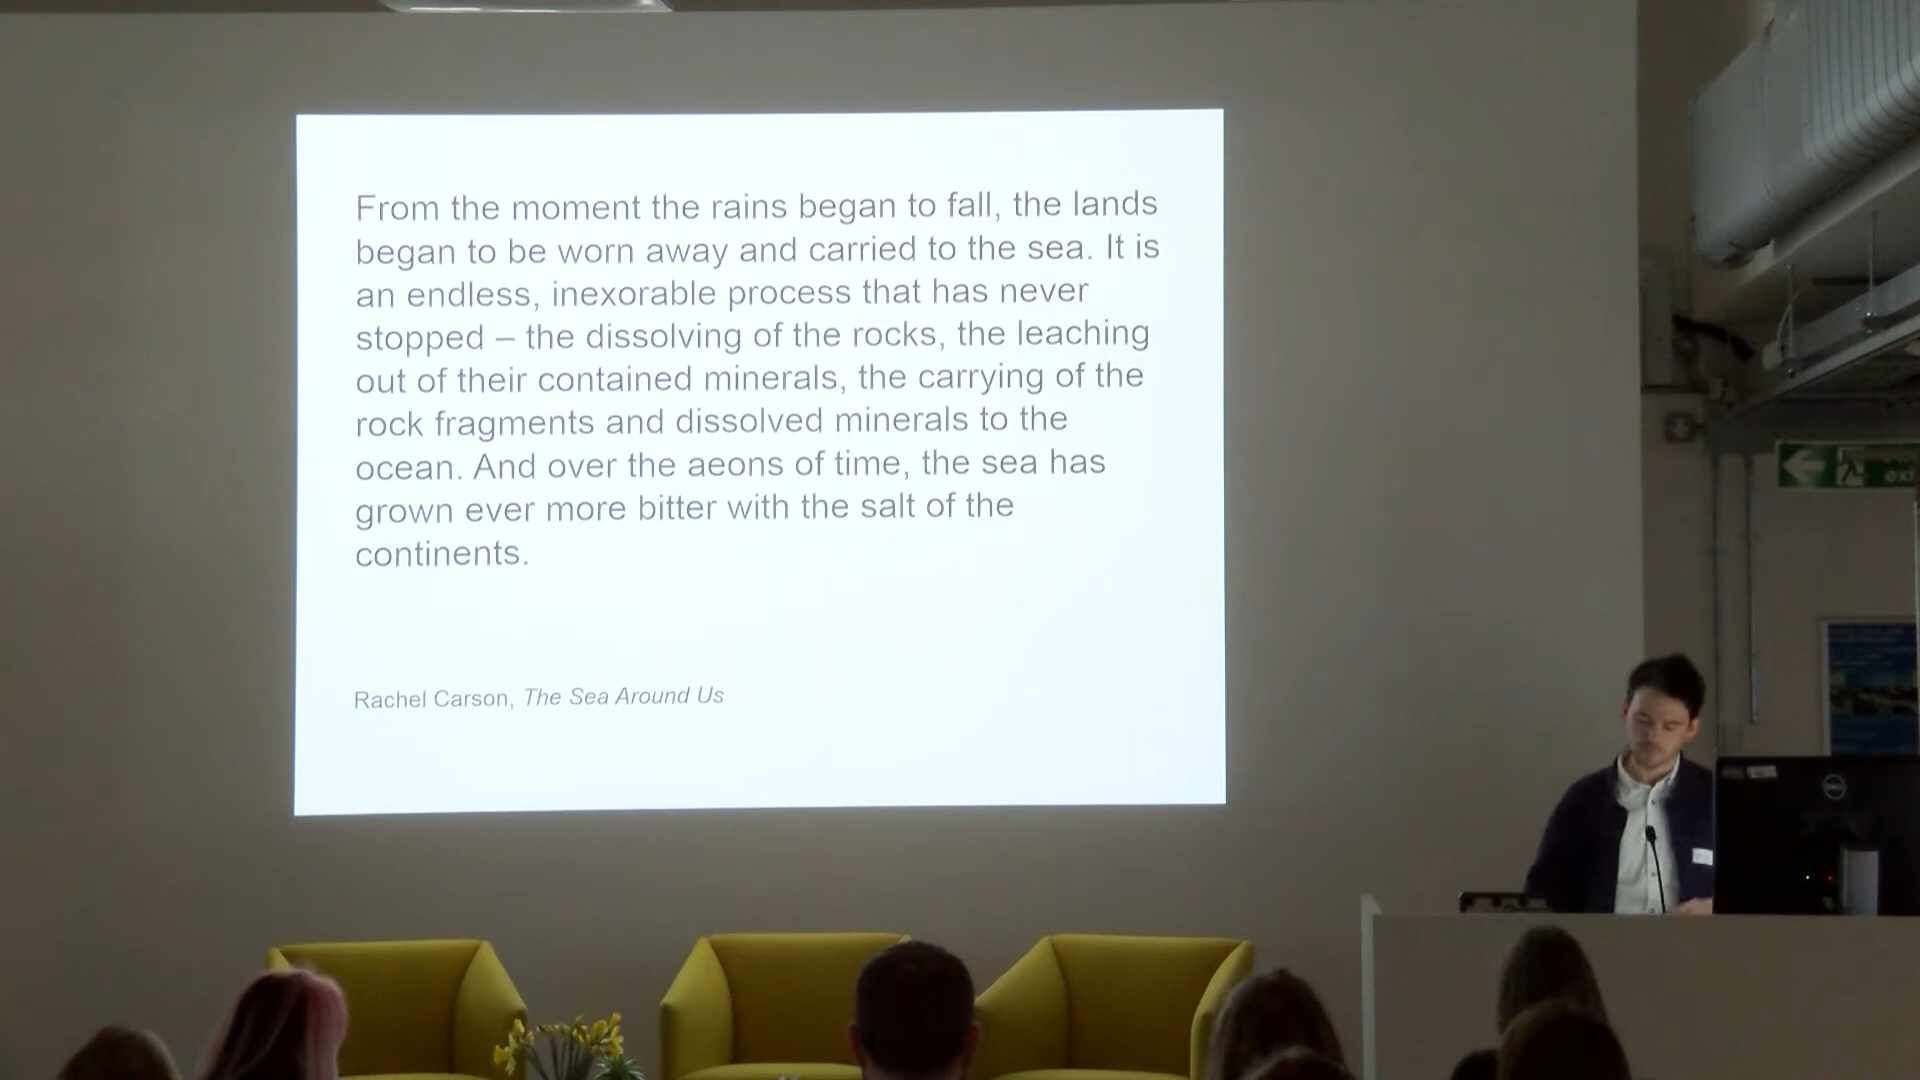 From the moment the rains began to fall, the lands
began to be worn away and carried to the sea. It is
an endless, inexorable process that has never
stopped – the dissolving of the rocks, the leaching
out of their contained minerals, the carrying of the
rock fragments and dissolved minerals to the
ocean. And over the aeons of time, the sea has
grown ever more bitter with the salt of the
continents.
Rachel Carson, The Sea Around Us
DELL